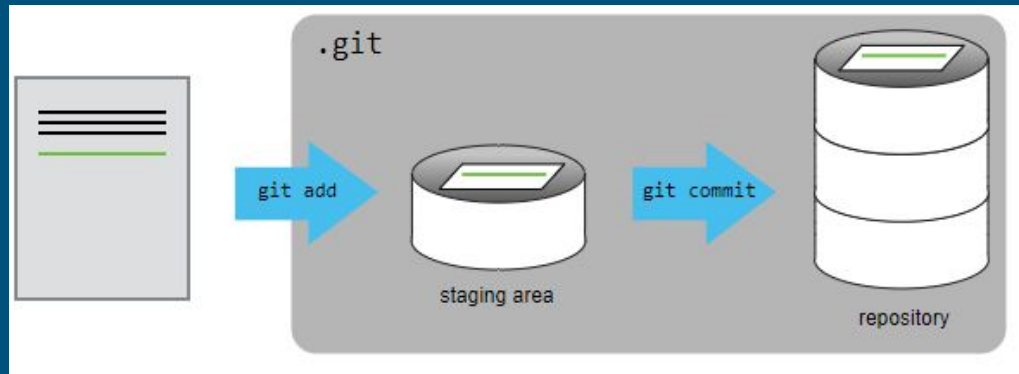 .git
git add
git commit
staging area
repository